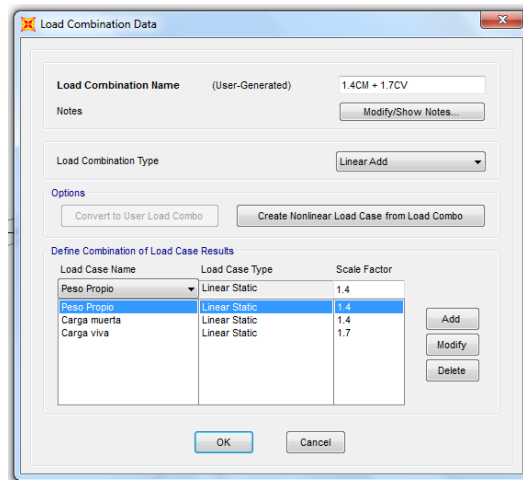 Load Combination Data
Load Combination Name (User-Generated) 1.4CM + 1.7CV
Notes Modify/Show Notes...
Load Combination Type Linear Add
Options
Convert to User Load Combo Create Nonlinear Load Case from Load Combo
Define Combination of Load Case Results
Load Case Name Load Case Type Scale Factor
Peso Propio Linear Static 1.4
Peso Propio Linear Static 1.4
Carga muerta Linear Static 1.4
Carga viva Linear Static 1.7
Add
Modify
Delete
OK Cancel